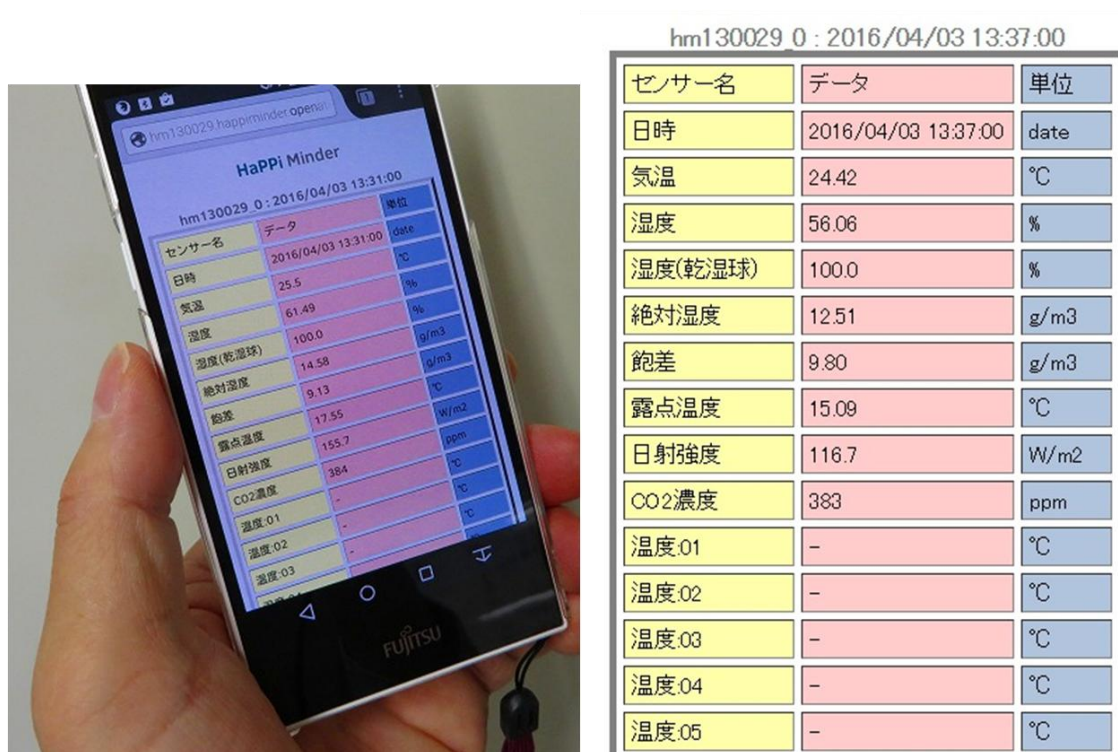 hm130029.happiminder.openat
1
HaPPi Minder
hm130029_0 : 2016/04/03 13:31:00
センサー名 データ 単位
日時 2016/04/03 13:31:00 date
気温 25.5 ℃
湿度 61.49 %
湿度(乾湿球) 100.0 %
絶対湿度 14.58 g/m3
飽差 9.13 g/m3
露点温度 17.55 ℃
日射強度 155.7 W/m2
CO2濃度 384 ppm
温度:01 - ℃
温度:02 - ℃
温度:03 -
FUJITSU
hm130029_0 : 2016/04/03 13:37:00
センサー名 データ 単位
日時 2016/04/03 13:37:00 date
気温 24.42 ℃
湿度 56.06 %
湿度(乾湿球) 100.0 %
絶対湿度 12.51 g/m3
飽差 9.80 g/m3
露点温度 15.09 ℃
日射強度 116.7 W/m2
CO2濃度 383 ppm
温度:01 - ℃
温度:02 - ℃
温度:03 - ℃
温度:04 - ℃
温度:05 - ℃